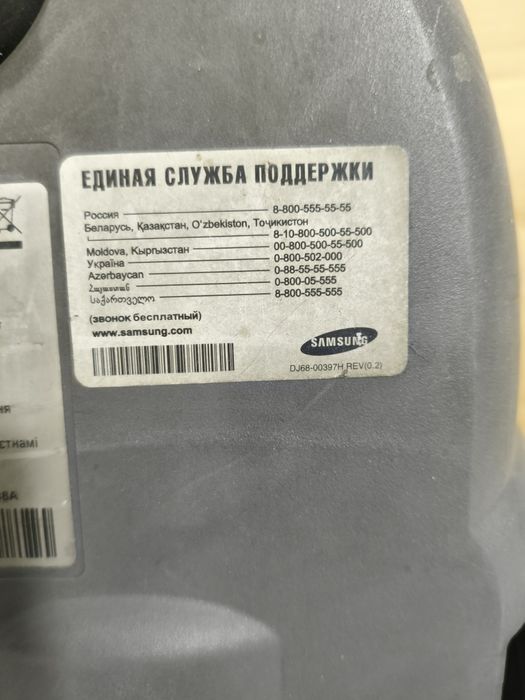 ЕДИНАЯ СЛУЖБА ПОДДЕРЖКИ
Россия 8-800-555-55-55
Беларусь, Қазақстан, O'zbekiston, Тоҷикистон
8-10-800-500-55-500
Moldova, Кыргызстан 00-800-500-55-500
Україна 0-800-502-000
Azərbaycan 0-88-55-55-555
Հայաստան 0-800-05-555
საქართველო 8-800-555-555
(звонок бесплатный)
www.samsung.com
SAMSUNG
DJ68-00397H REV(0.2)